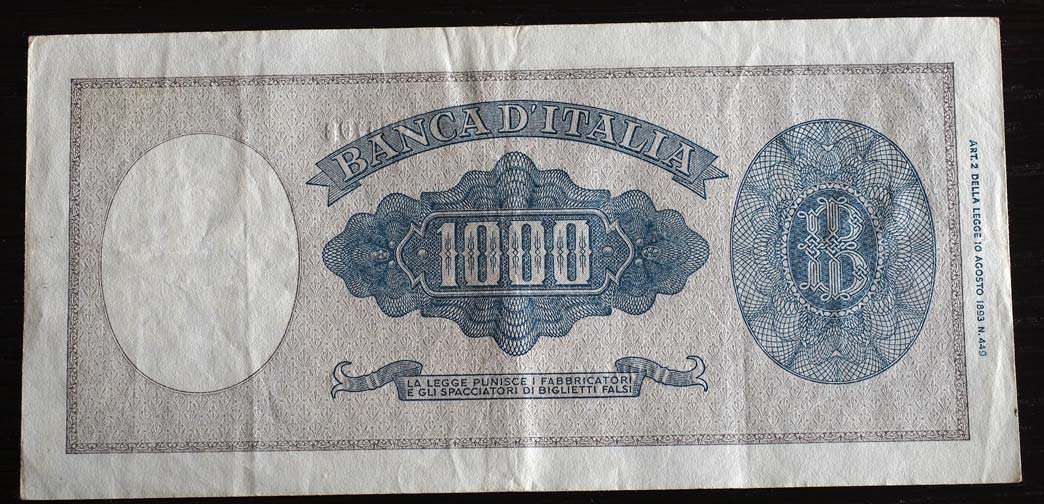 BANCA D'ITALIA
1000
LA LEGGE PUNISCE I FABBRICATORI
E GLI SPACCIATORI DI BIGLIETTI FALSI
ART. 2 DELLA LEGGE 10 AGOSTO 1893 N. 449